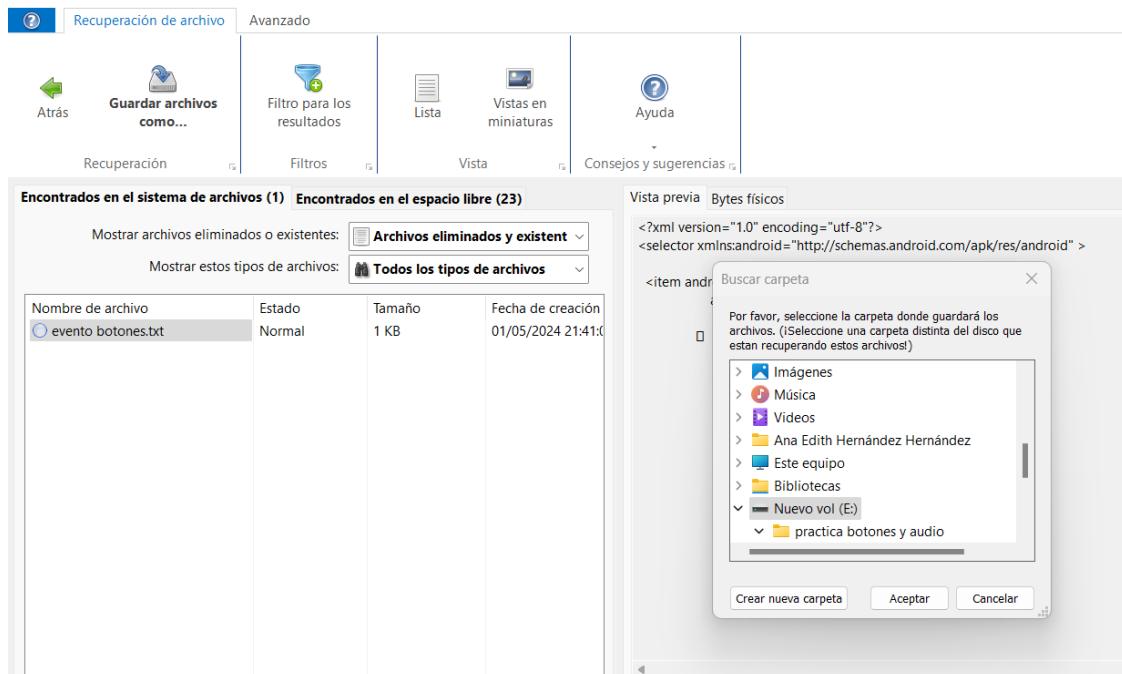 Recuperación de archivo
Avanzado
Atrás
Guardar archivos
como...
Filtro para los
resultados
Lista
Vistas en
miniaturas
Ayuda
Recuperación
Filtros
Vista
Consejos y sugerencias
Encontrados en el sistema de archivos (1)
Encontrados en el espacio libre (23)
Mostrar archivos eliminados o existentes:
Archivos eliminados y existent
Mostrar estos tipos de archivos:
Todos los tipos de archivos
Nombre de archivo
Estado
Tamaño
Fecha de creación
evento botones.txt
Normal
1 KB
01/05/2024 21:41:0
Vista previa
Bytes físicos
<?xml version="1.0" encoding="utf-8"?>
<selector xmlns:android="http://schemas.android.com/apk/res/android" >
<item andr
Buscar carpeta
Por favor, seleccione la carpeta donde guardará los
archivos. (¡Seleccione una carpeta distinta del disco que
estan recuperando estos archivos!)
Imágenes
Música
Videos
Ana Edith Hernández Hernández
Este equipo
Bibliotecas
Nuevo vol (E:)
practica botones y audio
Crear nueva carpeta
Aceptar
Cancelar